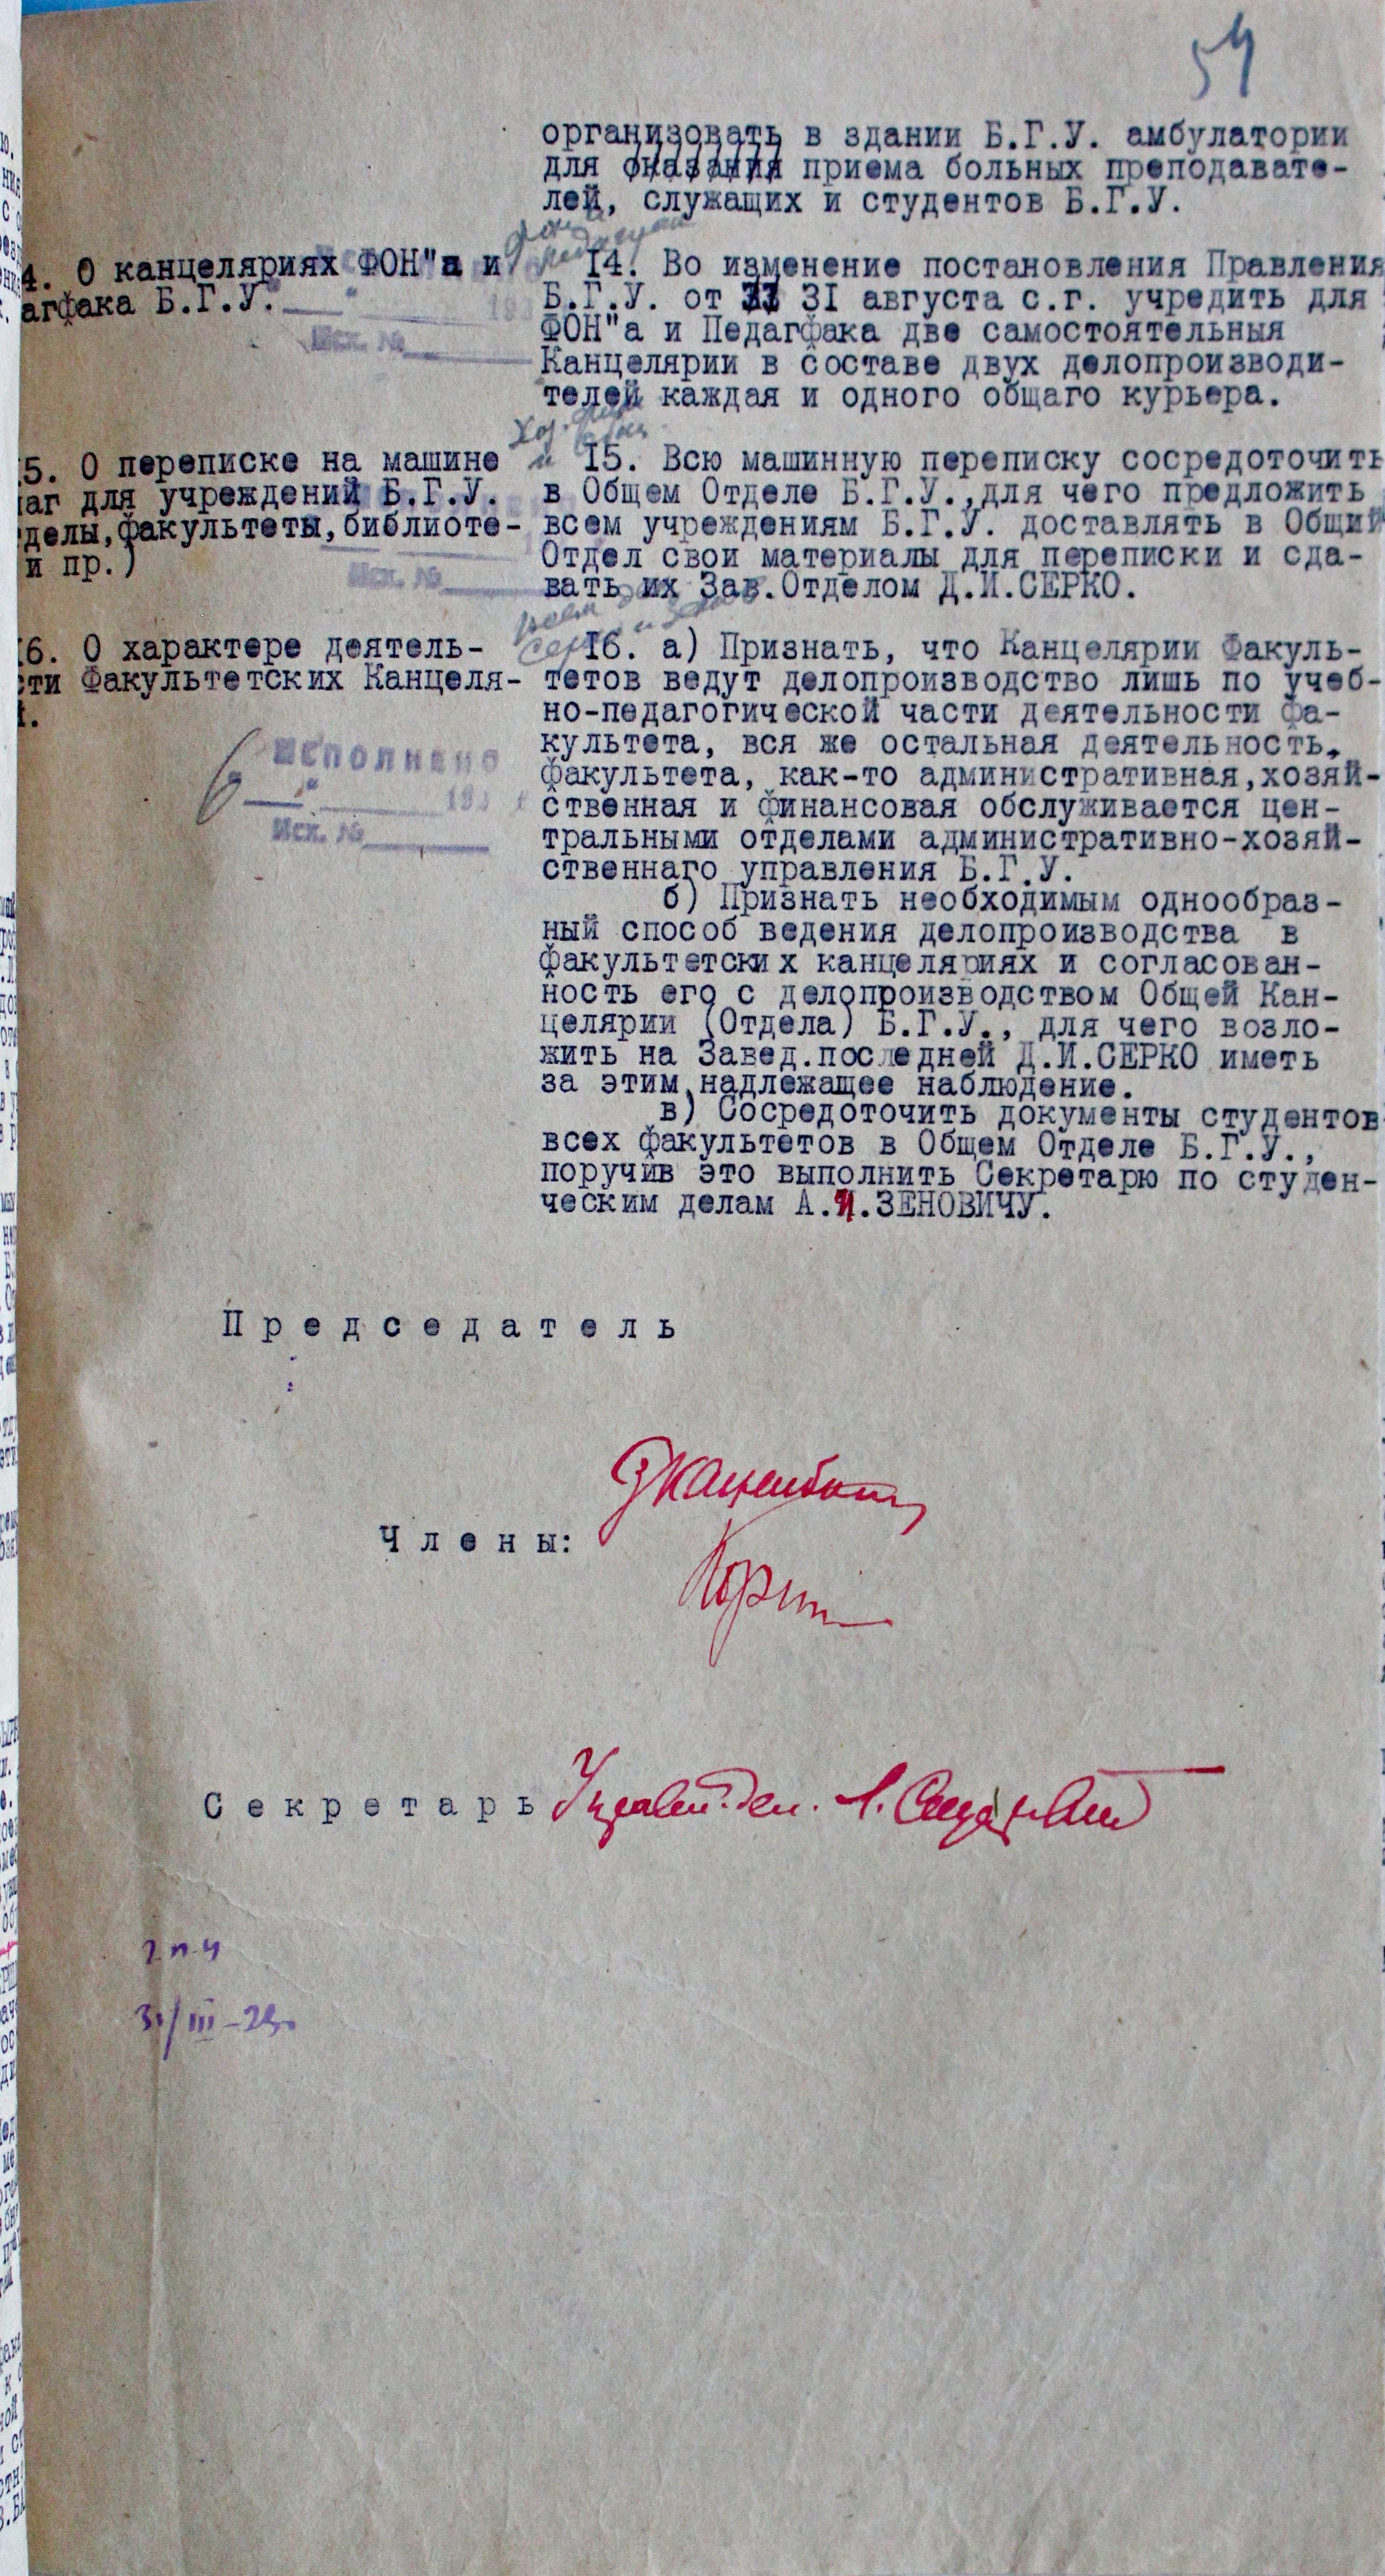 54
организовать в здании Б.Г.У. амбулатории
для оказания приема больных преподавате-
лей, служащих и студентов Б.Г.У.
4. О канцеляриях ФОН"а и
агфака Б.Г.У.
Исх. №
14. Во изменение постановления Правления
Б.Г.У. от 31 августа с.г. учредить для
ФОН"а и Педагфака две самостоятельныя
Канцелярии в составе двух делопроизводи-
телей каждая и одного общаго курьера.
5. О переписке на машине
аг для учреждений Б.Г.У.
делы, факультеты, библиоте-
и пр.)
Исх. №
15. Всю машинную переписку сосредоточить
в Общем Отделе Б.Г.У., для чего предложить
всем учреждениям Б.Г.У. доставлять в Общий
Отдел свои материалы для переписки и сда-
вать их Зав.Отделом Д.И.СЕРКО.
6. О характере деятель-
сти Факультетских Канцеля-
Исполнено
Исх. №
16. а) Признать, что Канцелярии Факуль-
тетов ведут делопроизводство лишь по учеб-
но-педагогической части деятельности фа-
культета, вся же остальная деятельность,
факультета, как-то административная, хозяй-
ственная и финансовая обслуживается цен-
тральными отделами административно-хозяй-
ственнаго управления Б.Г.У.
б) Признать необходимым однообраз-
ный способ ведения делопроизводства в
факультетских канцеляриях и согласован-
ность его с делопроизводством Общей Кан-
целярии (Отдела) Б.Г.У., для чего возло-
жить на Завед.последней Д.И.СЕРКО иметь
за этим надлежащее наблюдение.
в) Сосредоточить документы студентов
всех факультетов в Общем Отделе Б.Г.У.,
поручив это выполнить Секретарю по студен-
ческим делам А.И.ЗЕНОВИЧУ.
Председатель
Члены:
Секретарь